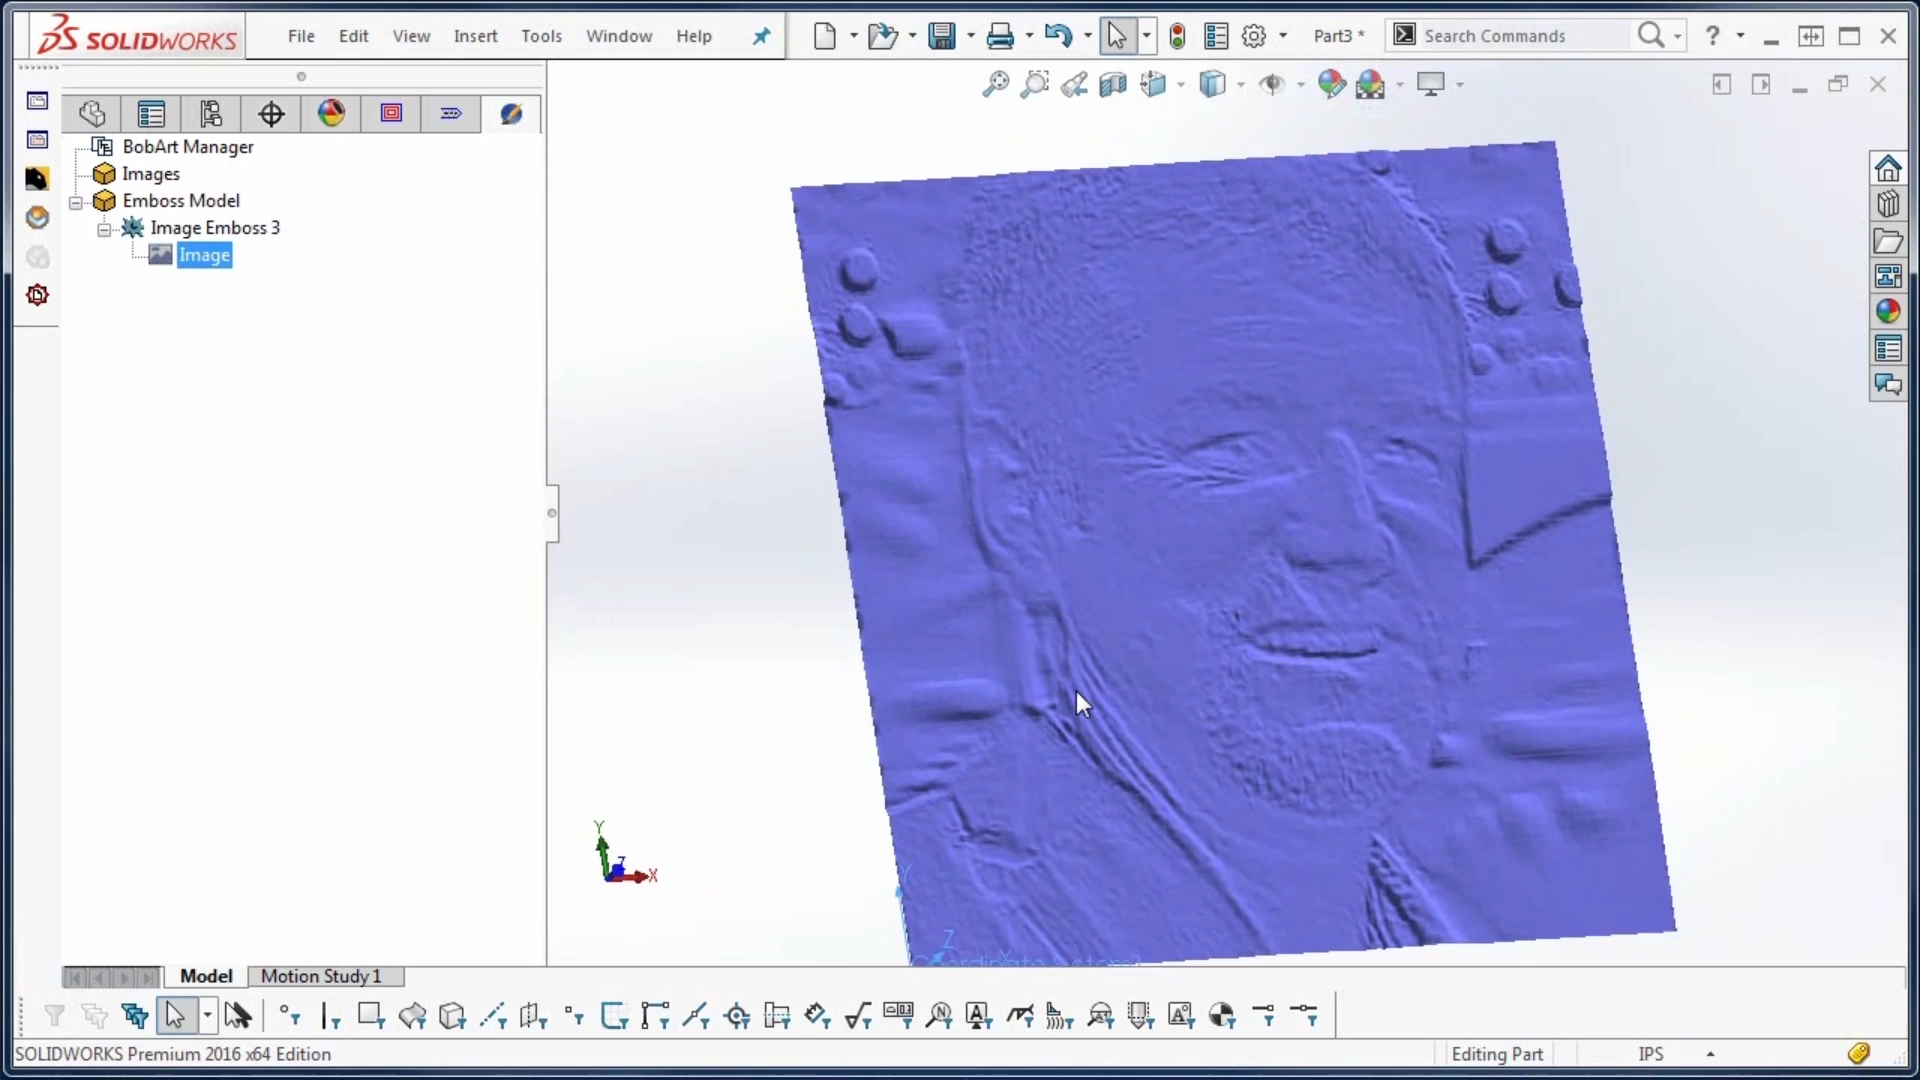 SOLIDWORKS File Edit View Insert Tools Window Help Part3 * Search Commands ?
BobArt Manager
Images
Emboss Model
Image Emboss 3
Image
Y
Z
X
Z
Model Motion Study 1
SOLIDWORKS Premium 2016 x64 Edition Editing Part IPS